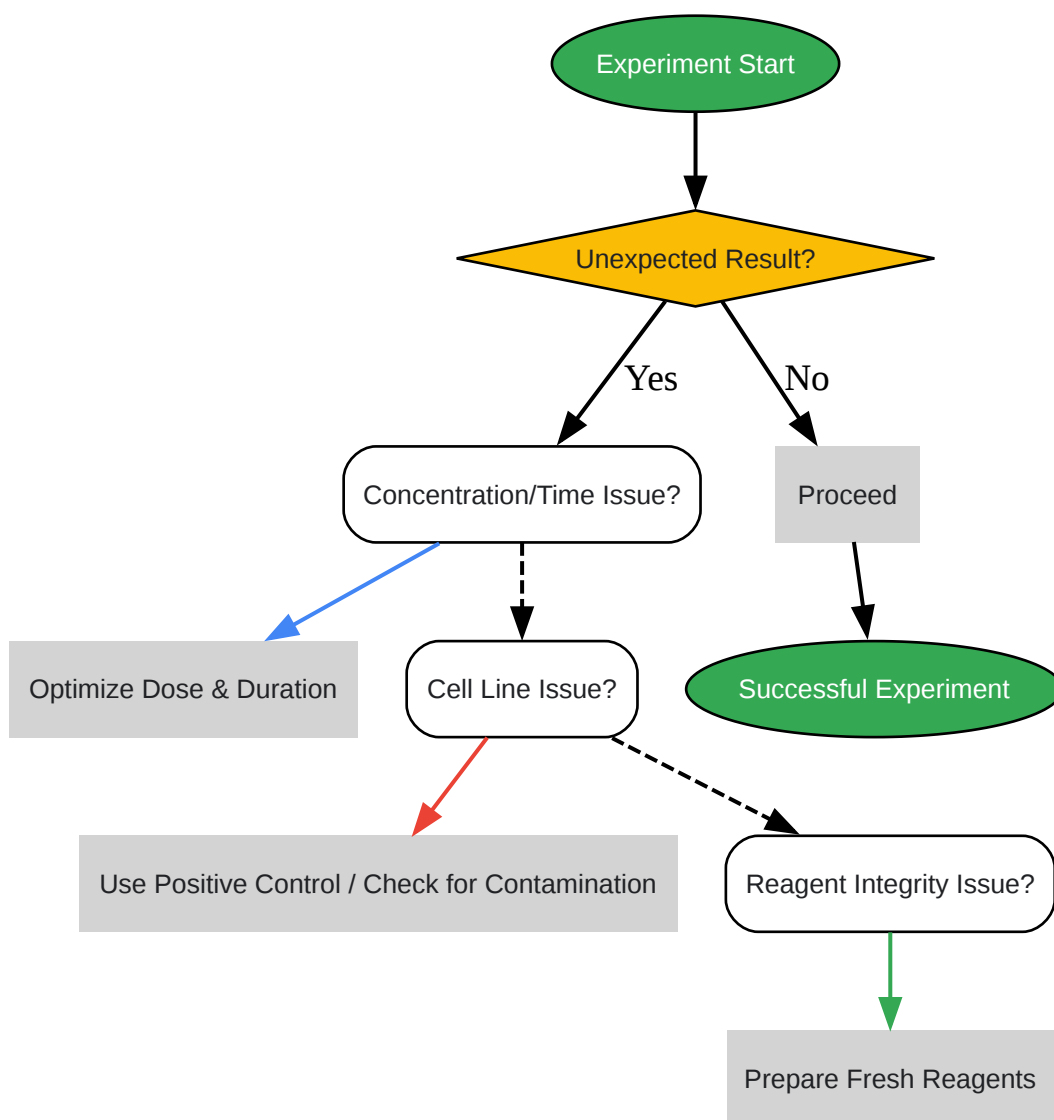 Experiment Start
Unexpected Result?
Yes
No
Concentration/Time Issue?
Proceed
Optimize Dose & Duration
Cell Line Issue?
Successful Experiment
Use Positive Control / Check for Contamination
Reagent Integrity Issue?
Prepare Fresh Reagents